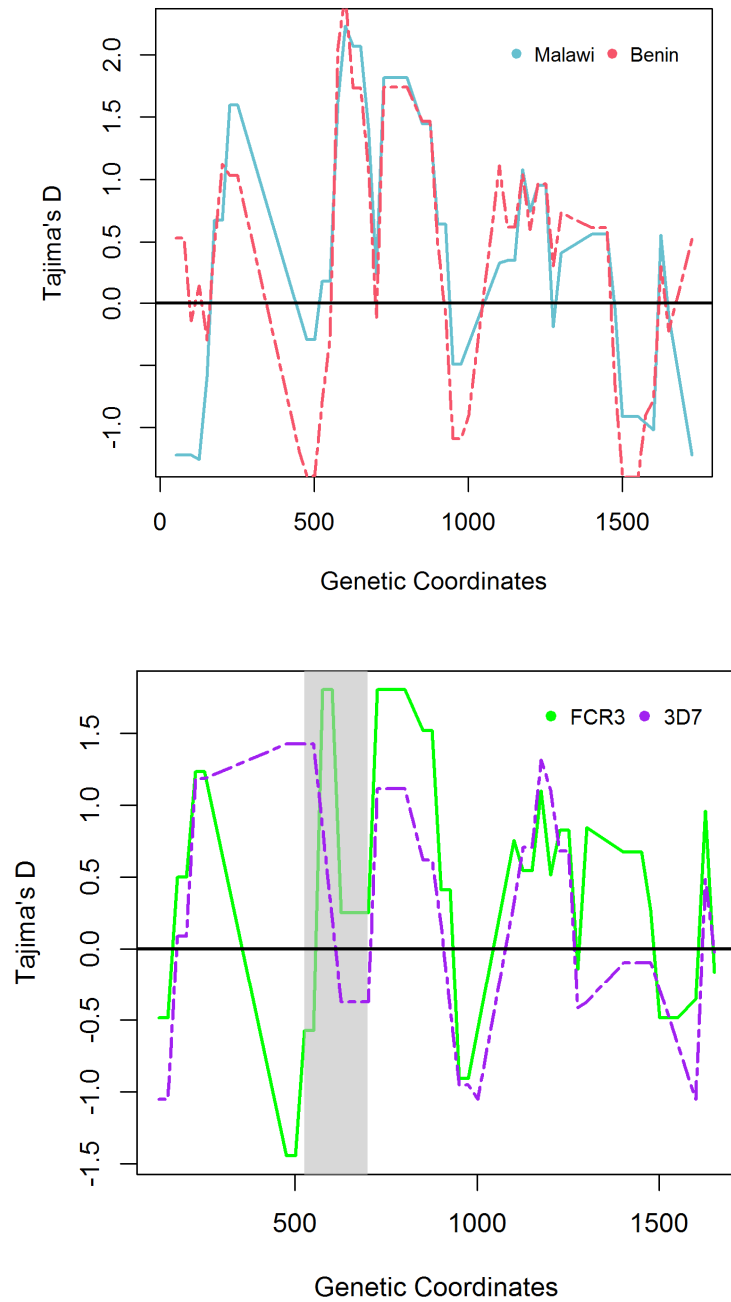 Malawi Benin
Tajima's D
2.0
1.5
1.0
0.5
0.0
-1.0
0 500 1000 1500
Genetic Coordinates
FCR3 3D7
Tajima's D
1.5
1.0
0.5
0.0
-0.5
-1.0
-1.5
500 1000 1500
Genetic Coordinates